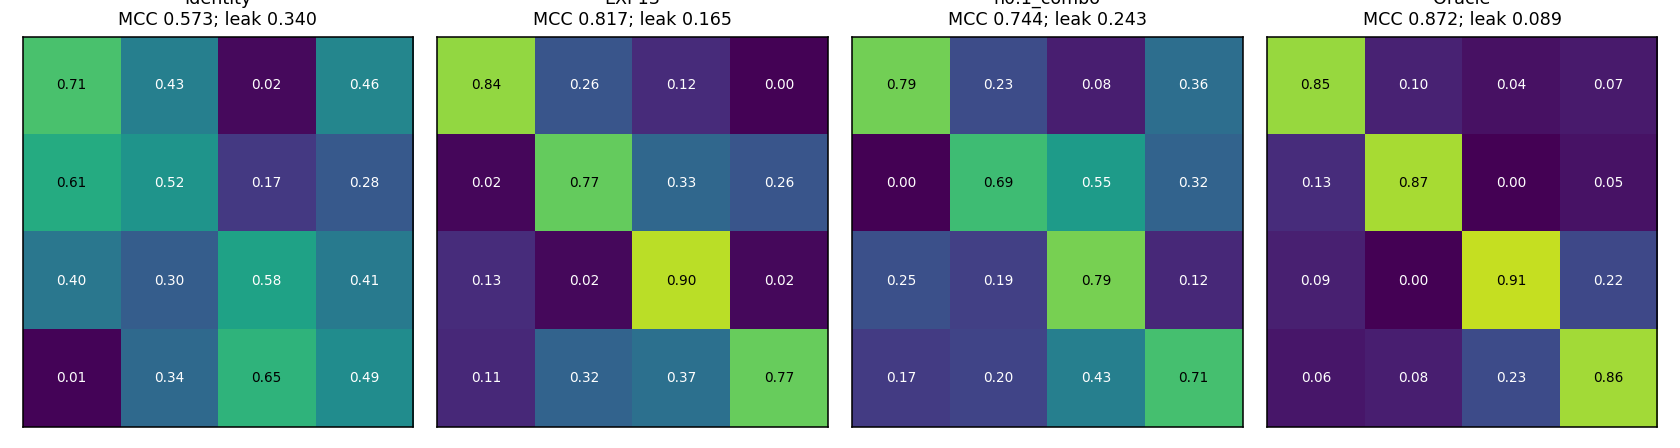 Identity
MCC 0.573; leak 0.340
0.71 0.43 0.02 0.46
0.61 0.52 0.17 0.28
0.40 0.30 0.58 0.41
0.01 0.34 0.65 0.49
MCC 0.817; leak 0.165
0.84 0.26 0.12 0.00
0.02 0.77 0.33 0.26
0.13 0.02 0.90 0.02
0.11 0.32 0.37 0.77
MCC 0.744; leak 0.243
0.79 0.23 0.08 0.36
0.00 0.69 0.55 0.32
0.25 0.19 0.79 0.12
0.17 0.20 0.43 0.71
Oracle
MCC 0.872; leak 0.089
0.85 0.10 0.04 0.07
0.13 0.87 0.00 0.05
0.09 0.00 0.91 0.22
0.06 0.08 0.23 0.86